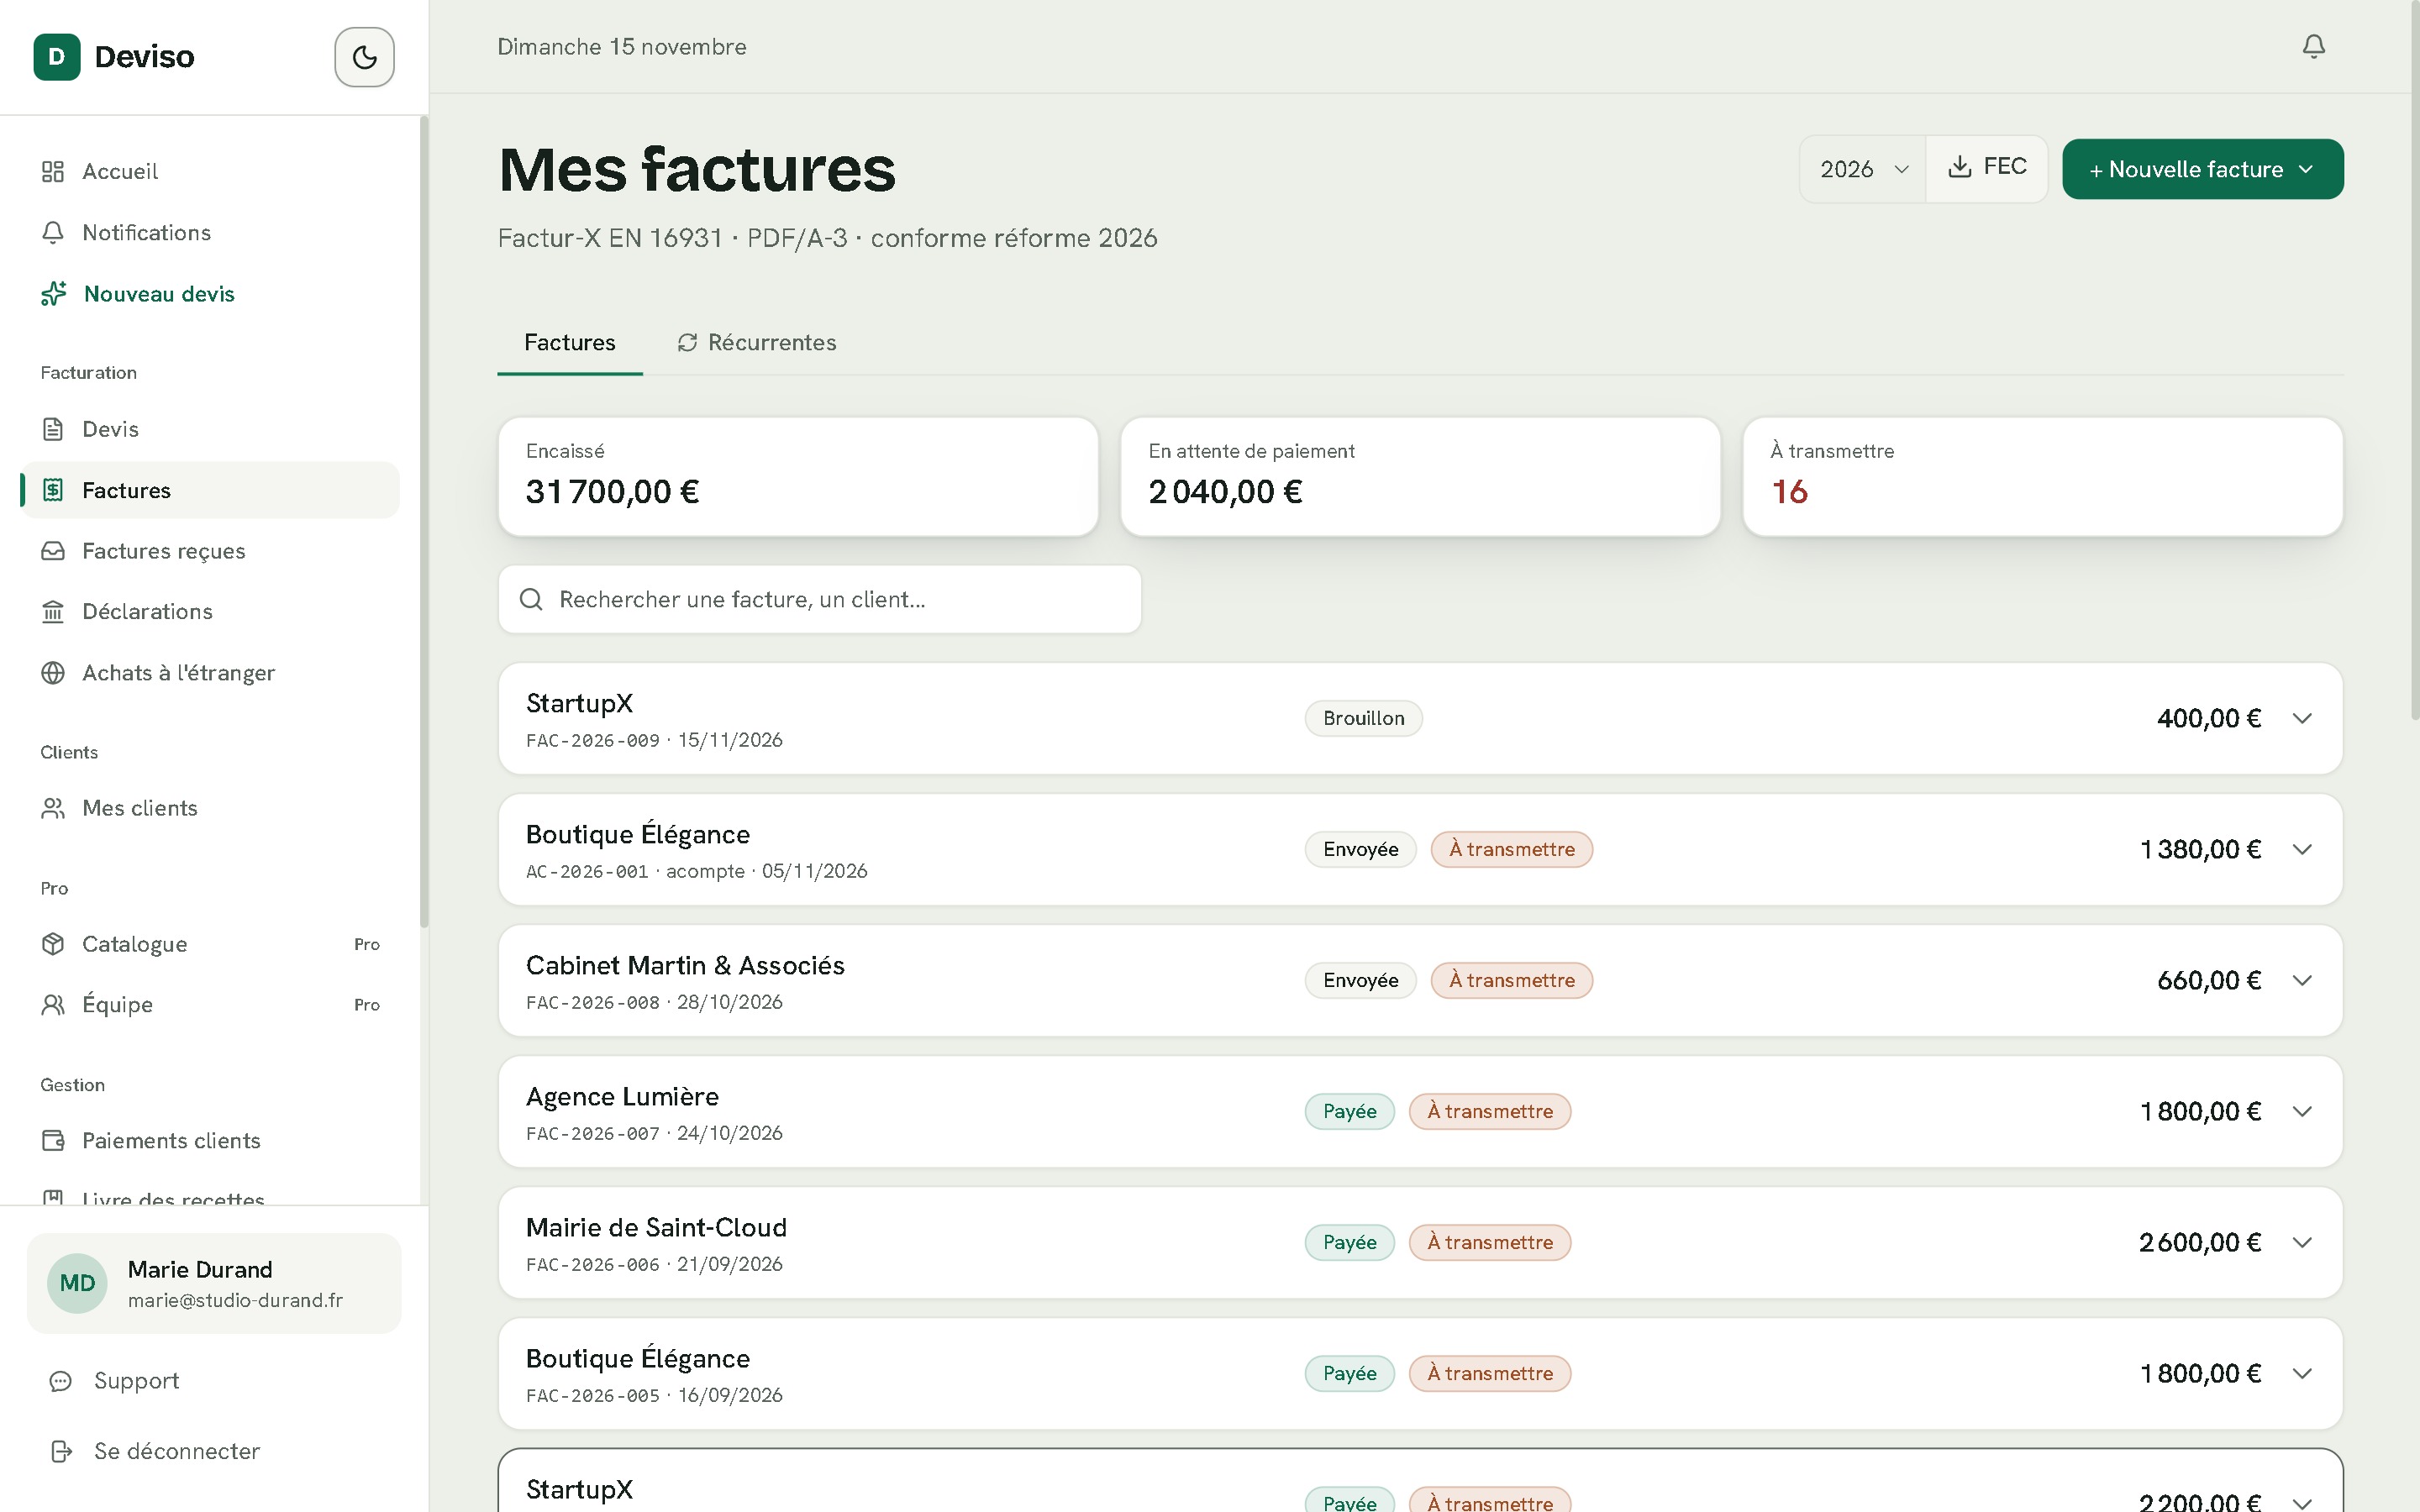 D Deviso
Accueil
Notifications
Nouveau devis
Facturation
Devis
Factures
Factures reçues
Déclarations
Achats à l'étranger
Clients
Mes clients
Pro
Catalogue Pro
Équipe Pro
Gestion
Paiements clients
Livre des recettes
MD
Marie Durand
marie@studio-durand.fr
Support
Se déconnecter
Dimanche 15 novembre
Mes factures
2026 FEC + Nouvelle facture
Factur-X EN 16931 · PDF/A-3 · conforme réforme 2026
Factures Récurrentes
Encaissé
31 700,00 €
En attente de paiement
2 040,00 €
À transmettre
16
Rechercher une facture, un client...
StartupX
FAC-2026-009 · 15/11/2026
Brouillon
400,00 €
Boutique Élégance
AC-2026-001 · acompte · 05/11/2026
Envoyée À transmettre
1 380,00 €
Cabinet Martin & Associés
FAC-2026-008 · 28/10/2026
Envoyée À transmettre
660,00 €
Agence Lumière
FAC-2026-007 · 24/10/2026
Payée À transmettre
1 800,00 €
Mairie de Saint-Cloud
FAC-2026-006 · 21/09/2026
Payée À transmettre
2 600,00 €
Boutique Élégance
FAC-2026-005 · 16/09/2026
Payée À transmettre
1 800,00 €
StartupX
Payée À transmettre
2 200,00 €